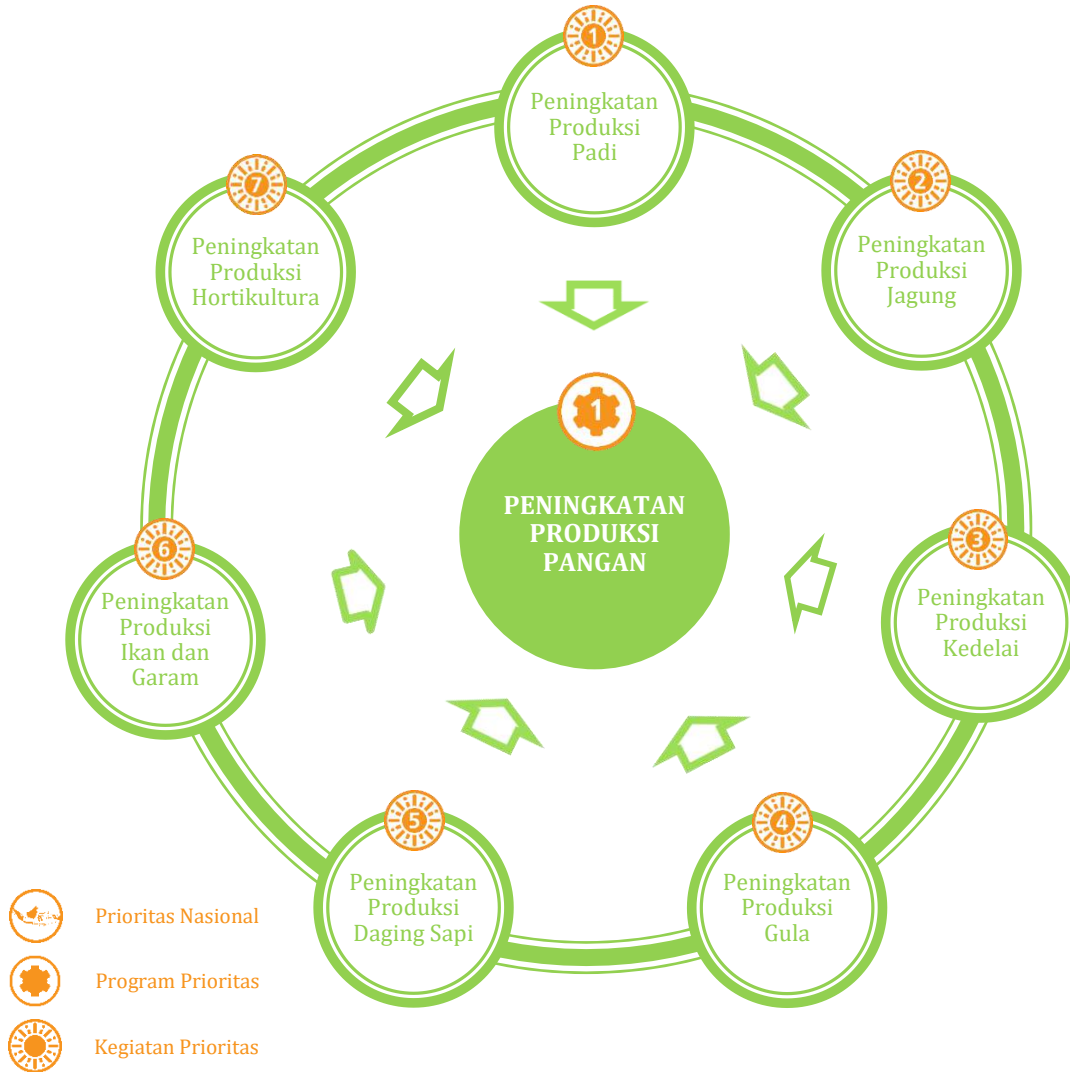 1
Peningkatan
Produksi
Padi
2
Peningkatan
Produksi
Jagung
3
Peningkatan
Produksi
Kedelai
4
Peningkatan
Produksi
Gula
5
Peningkatan
Produksi
Daging Sapi
6
Peningkatan
Produksi
Ikan dan
Garam
7
Peningkatan
Produksi
Hortikultura
1
PENINGKATAN
PRODUKSI
PANGAN
Prioritas Nasional
Program Prioritas
Kegiatan Prioritas